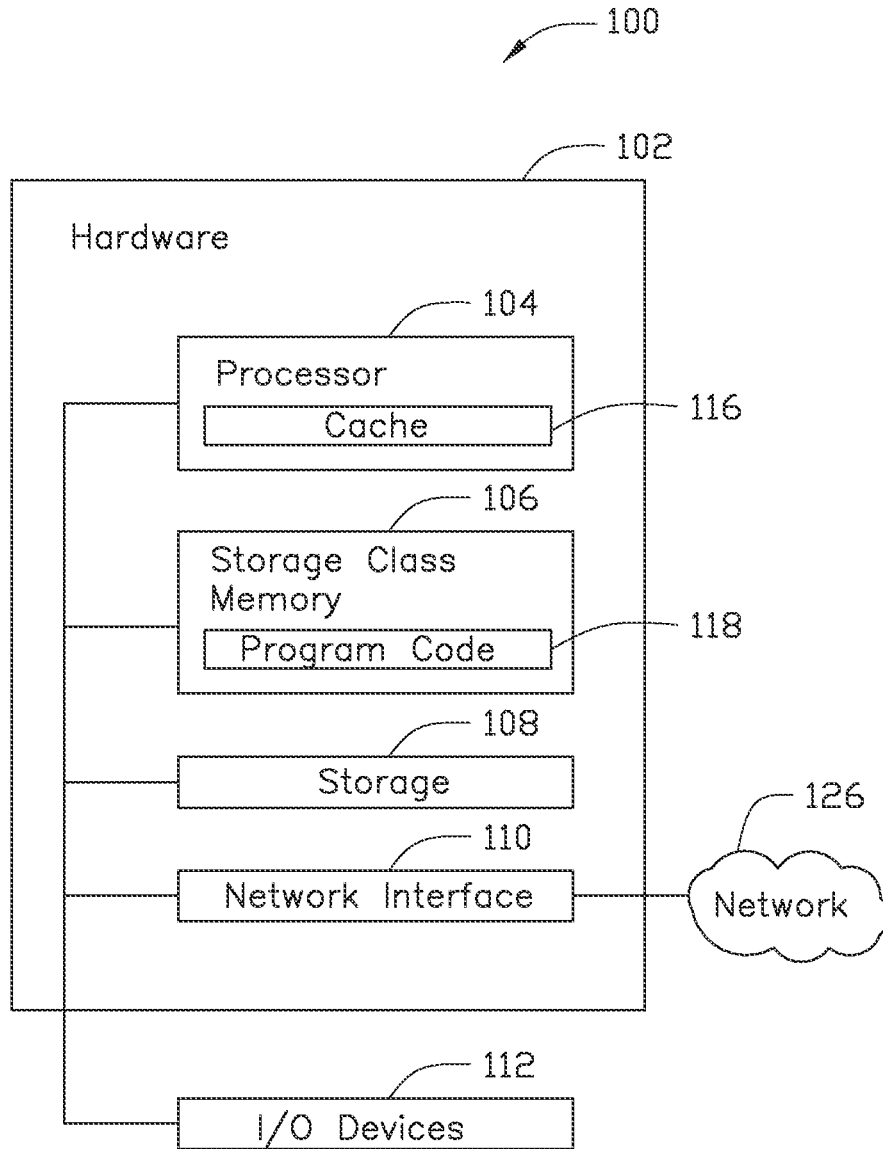 100
102
Hardware
104
Processor
Cache
116
106
Storage Class
Memory
Program Code
118
108
Storage
126
110
Network Interface
Network
112
I/O Devices